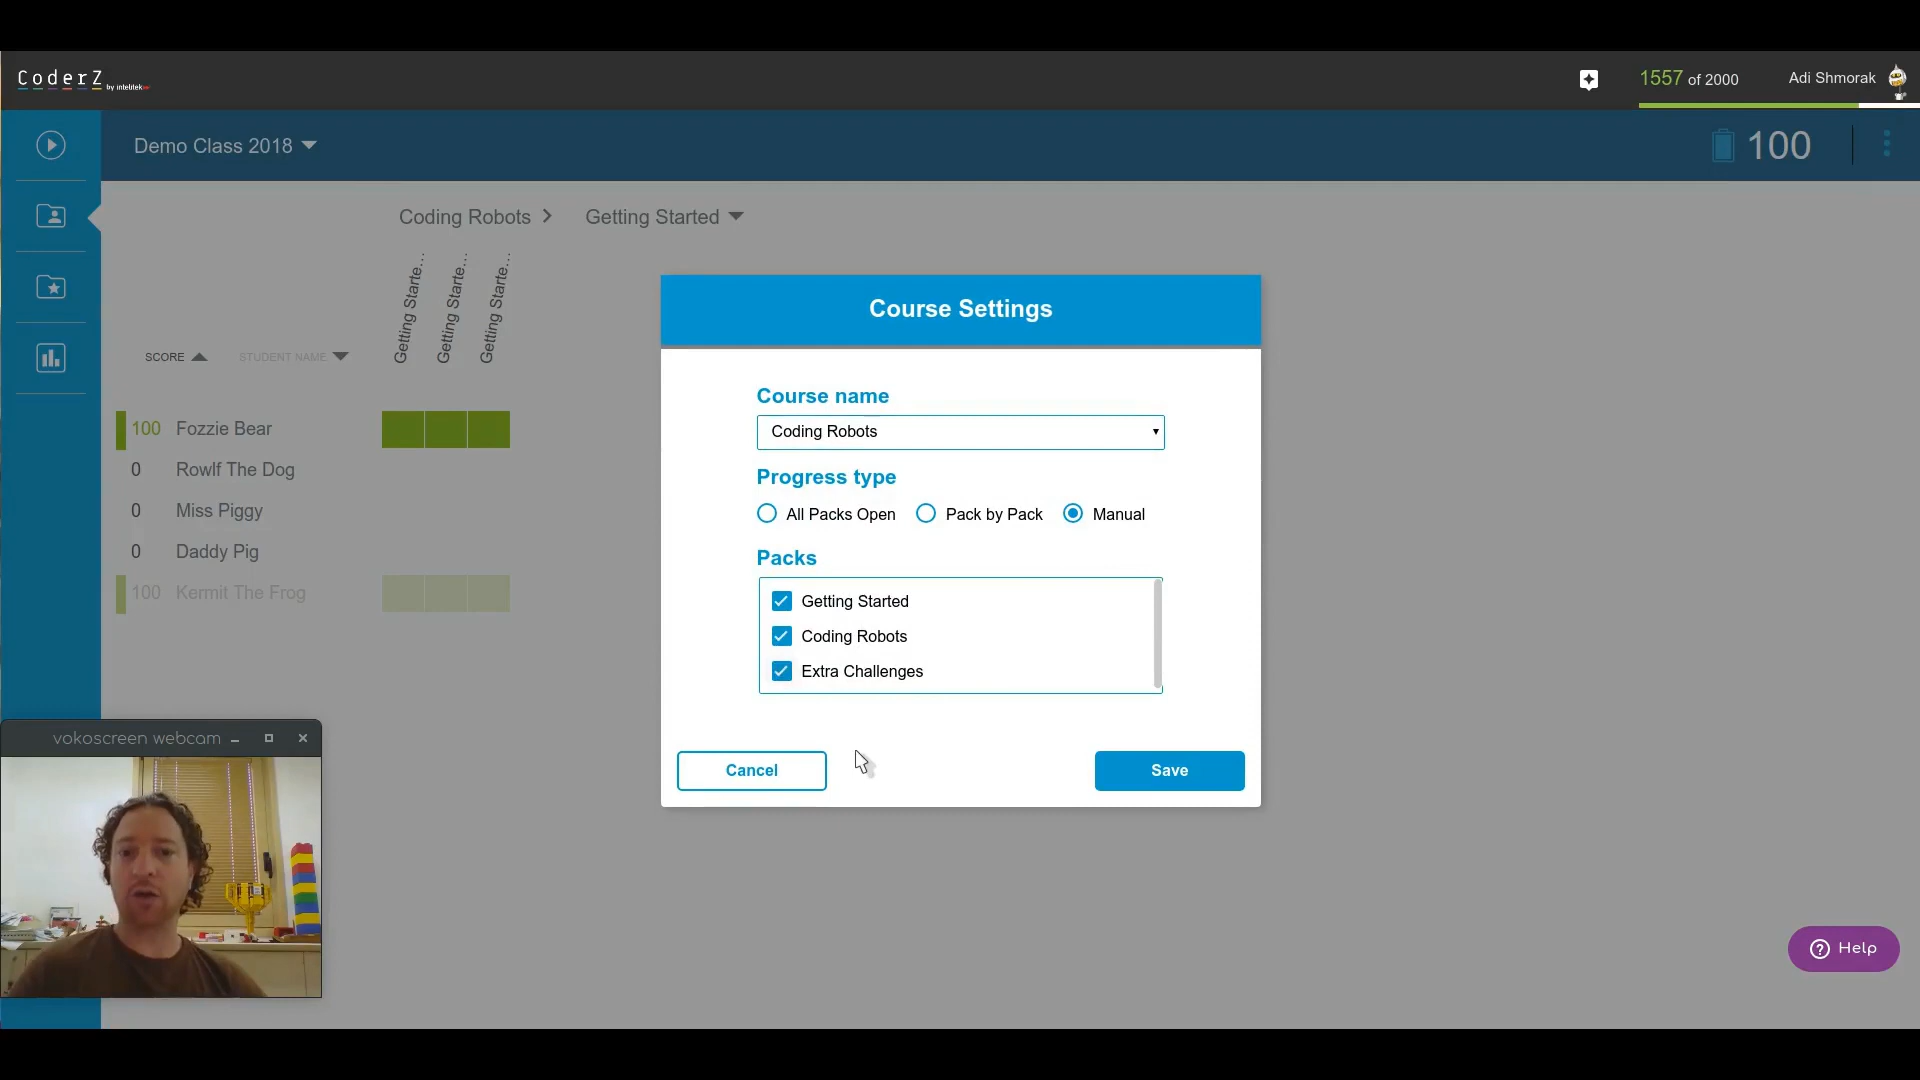 CoderZ by intelitek
1557 of 2000
Adi Shmorak
Demo Class 2018
100
Coding Robots
Getting Started
Getting Starte...
Getting Starte...
Getting Starte...
SCORE
STUDENT NAME
100 Fozzie Bear
0 Rowlf The Dog
0 Miss Piggy
0 Daddy Pig
100 Kermit The Frog
Course Settings
Course name
Coding Robots
Progress type
All Packs Open
Pack by Pack
Manual
Packs
Getting Started
Coding Robots
Extra Challenges
Cancel
Save
vokoscreen webcam
Help